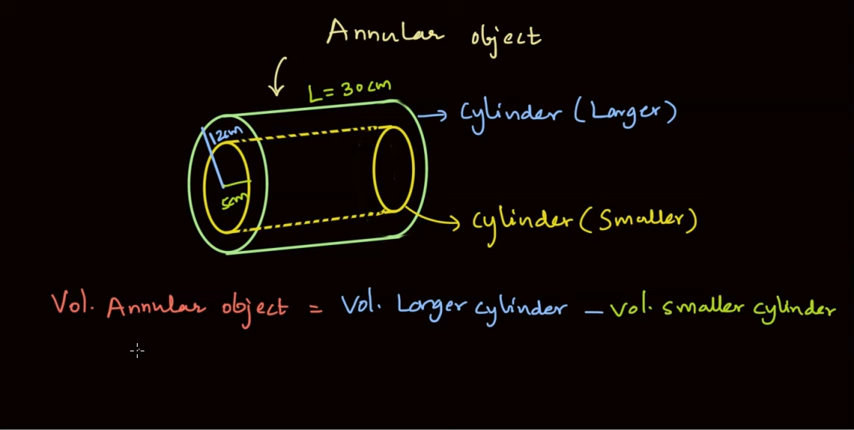 Annular object
L = 30cm
Cylinder (Larger)
12cm
5cm
Cylinder (Smaller)
Vol. Annular object = Vol. Larger cylinder - vol. smaller cylinder